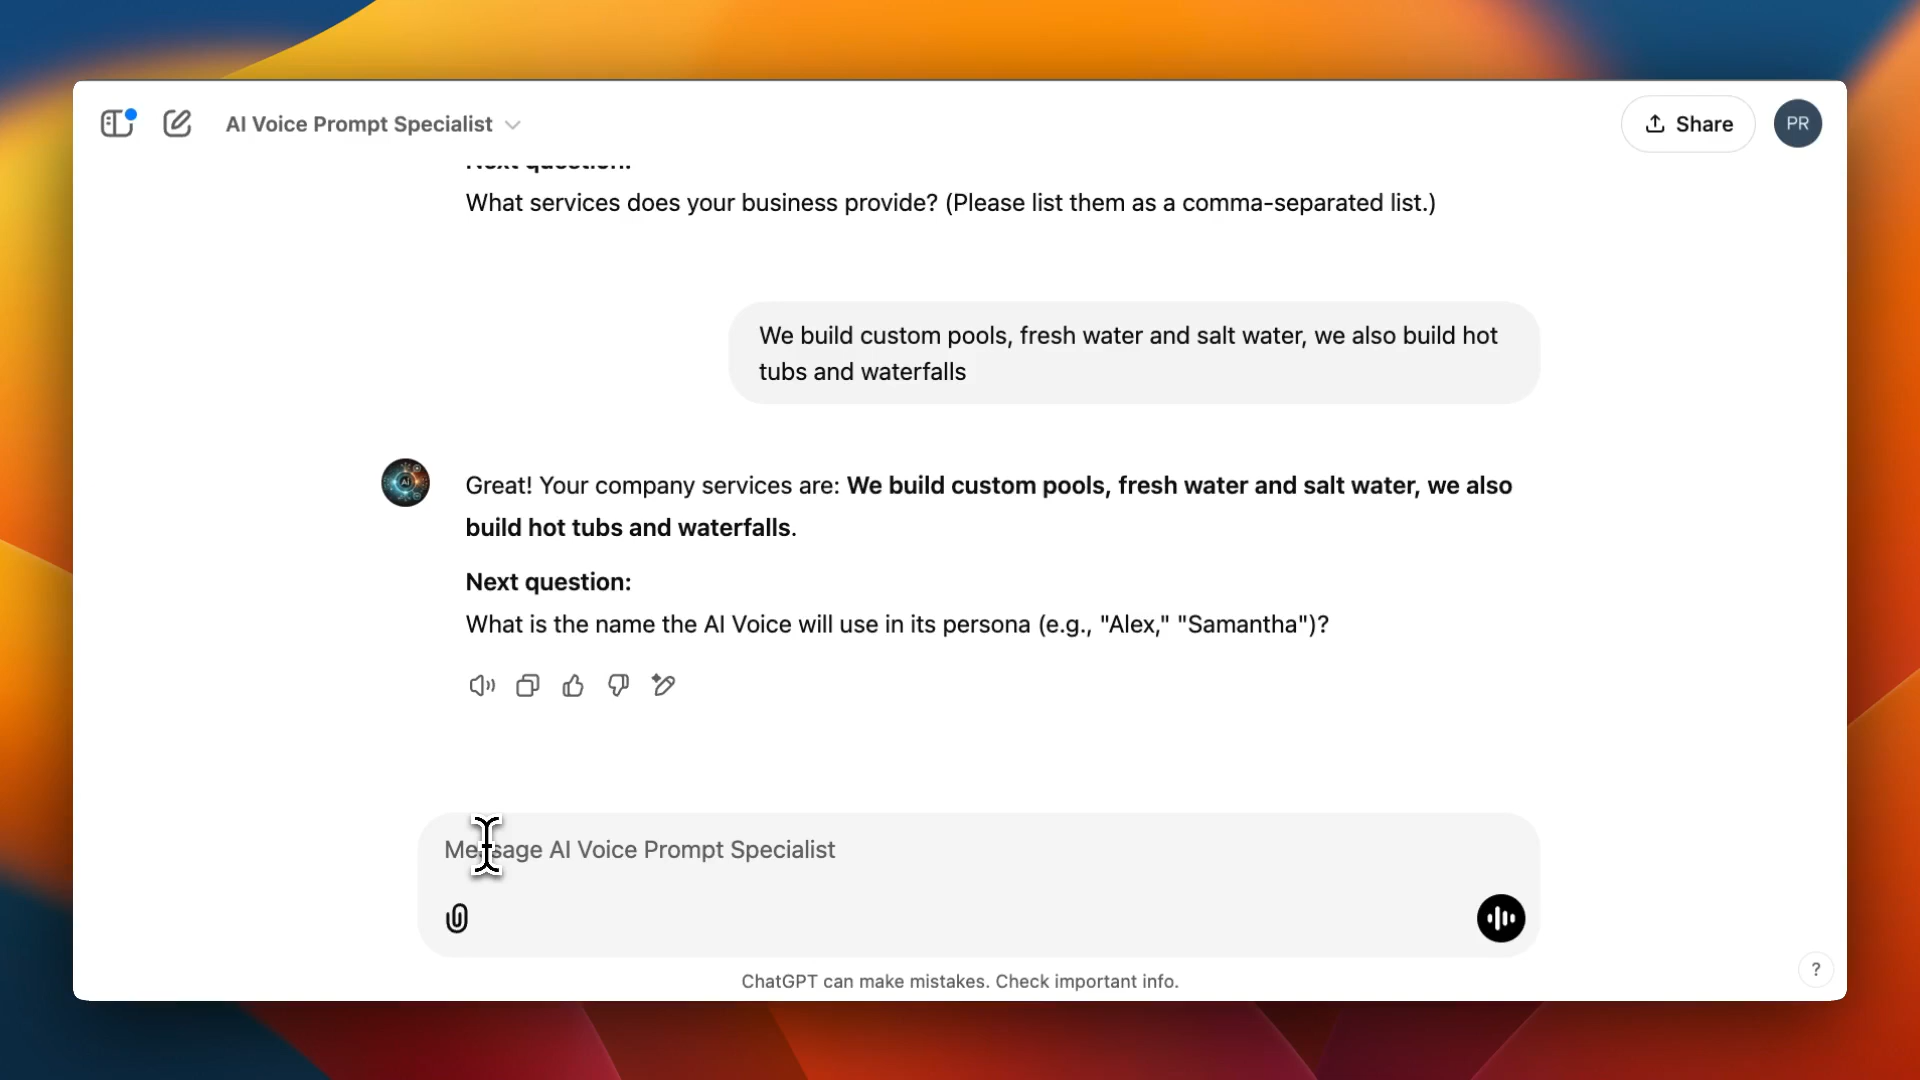 AI Voice Prompt Specialist
Share
PR
Next question:
What services does your business provide? (Please list them as a comma-separated list.)
We build custom pools, fresh water and salt water, we also build hot
tubs and waterfalls
AI
Great! Your company services are: We build custom pools, fresh water and salt water, we also
build hot tubs and waterfalls.
Next question:
What is the name the AI Voice will use in its persona (e.g., "Alex," "Samantha")?
Message AI Voice Prompt Specialist
ChatGPT can make mistakes. Check important info.
?